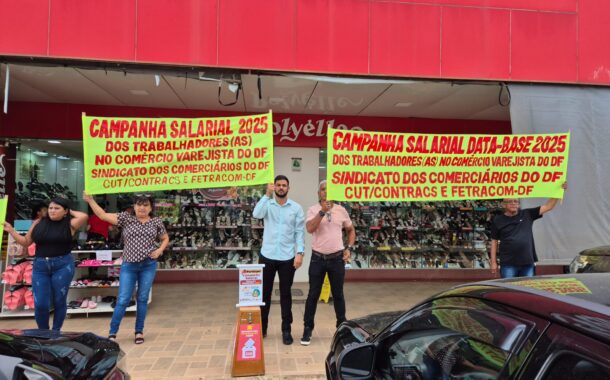 CAMPANHA SALARIAL 2025
DOS TRABALHADORES(AS)
NO COMÉRCIO VAREJISTA DO DF
SINDICATO DOS COMERCIÁRIOS DO DF
CUT/CONTRACS E FETRACOM-DF
CAMPANHA SALARIAL DATA-BASE 2025
DOS TRABALHADORES(AS) NO COMÉRCIO VAREJISTA DO DF
SINDICATO DOS COMERCIÁRIOS DO DF
CUT/CONTRACS E FETRACOM-DF